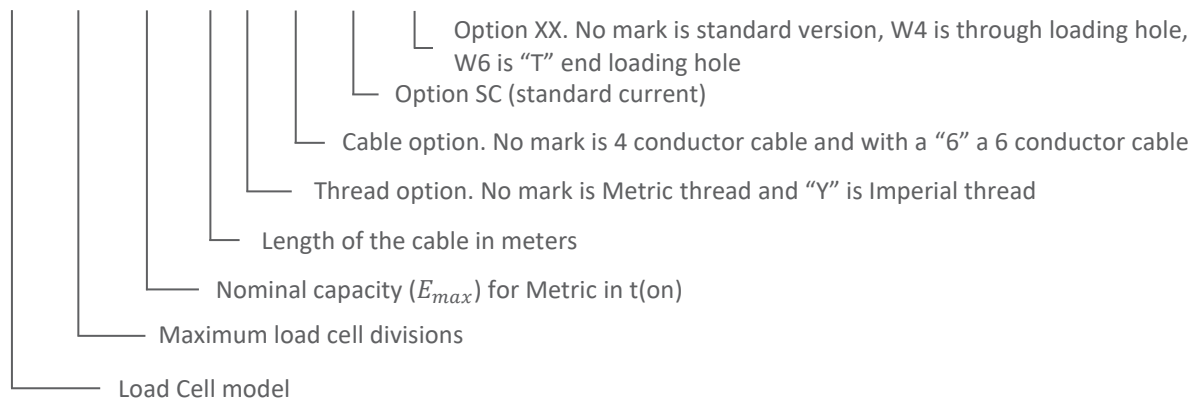 Option XX. No mark is standard version, W4 is through loading hole,
W6 is “T” end loading hole
Option SC (standard current)
Cable option. No mark is 4 conductor cable and with a “6” a 6 conductor cable
Thread option. No mark is Metric thread and “Y” is Imperial thread
Length of the cable in meters
Nominal capacity (E_{max}) for Metric in t(on)
Maximum load cell divisions
Load Cell model